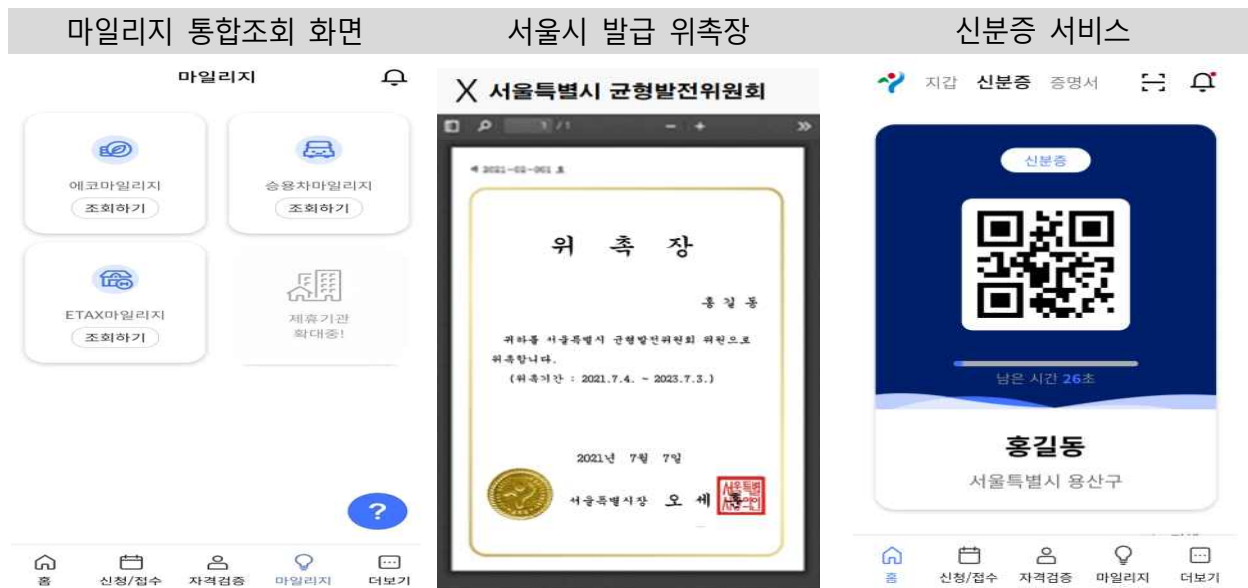 마일리지 통합조회 화면
서울시 발급 위촉장
신분증 서비스
마일리지
에코마일리지
조회하기
승용차마일리지
조회하기
ETAX마일리지
조회하기
제휴기관
확대중!
?
홈 신청/접수 자격검증 마일리지 더보기
X 서울특별시 균형발전위원회
1 / 1 - + »
제 2021-02-001 호
위 촉 장
홍 길 동
귀하를 서울특별시 균형발전위원회 위원으로
위촉합니다.
(위촉기간 : 2021.7.4. ~ 2023.7.3.)
2021년 7월 7일
서울특별시장 오 세 훈
지갑 신분증 증명서
신분증
남은 시간 26초
홍길동
서울특별시 용산구
홈 신청/접수 자격검증 마일리지 더보기